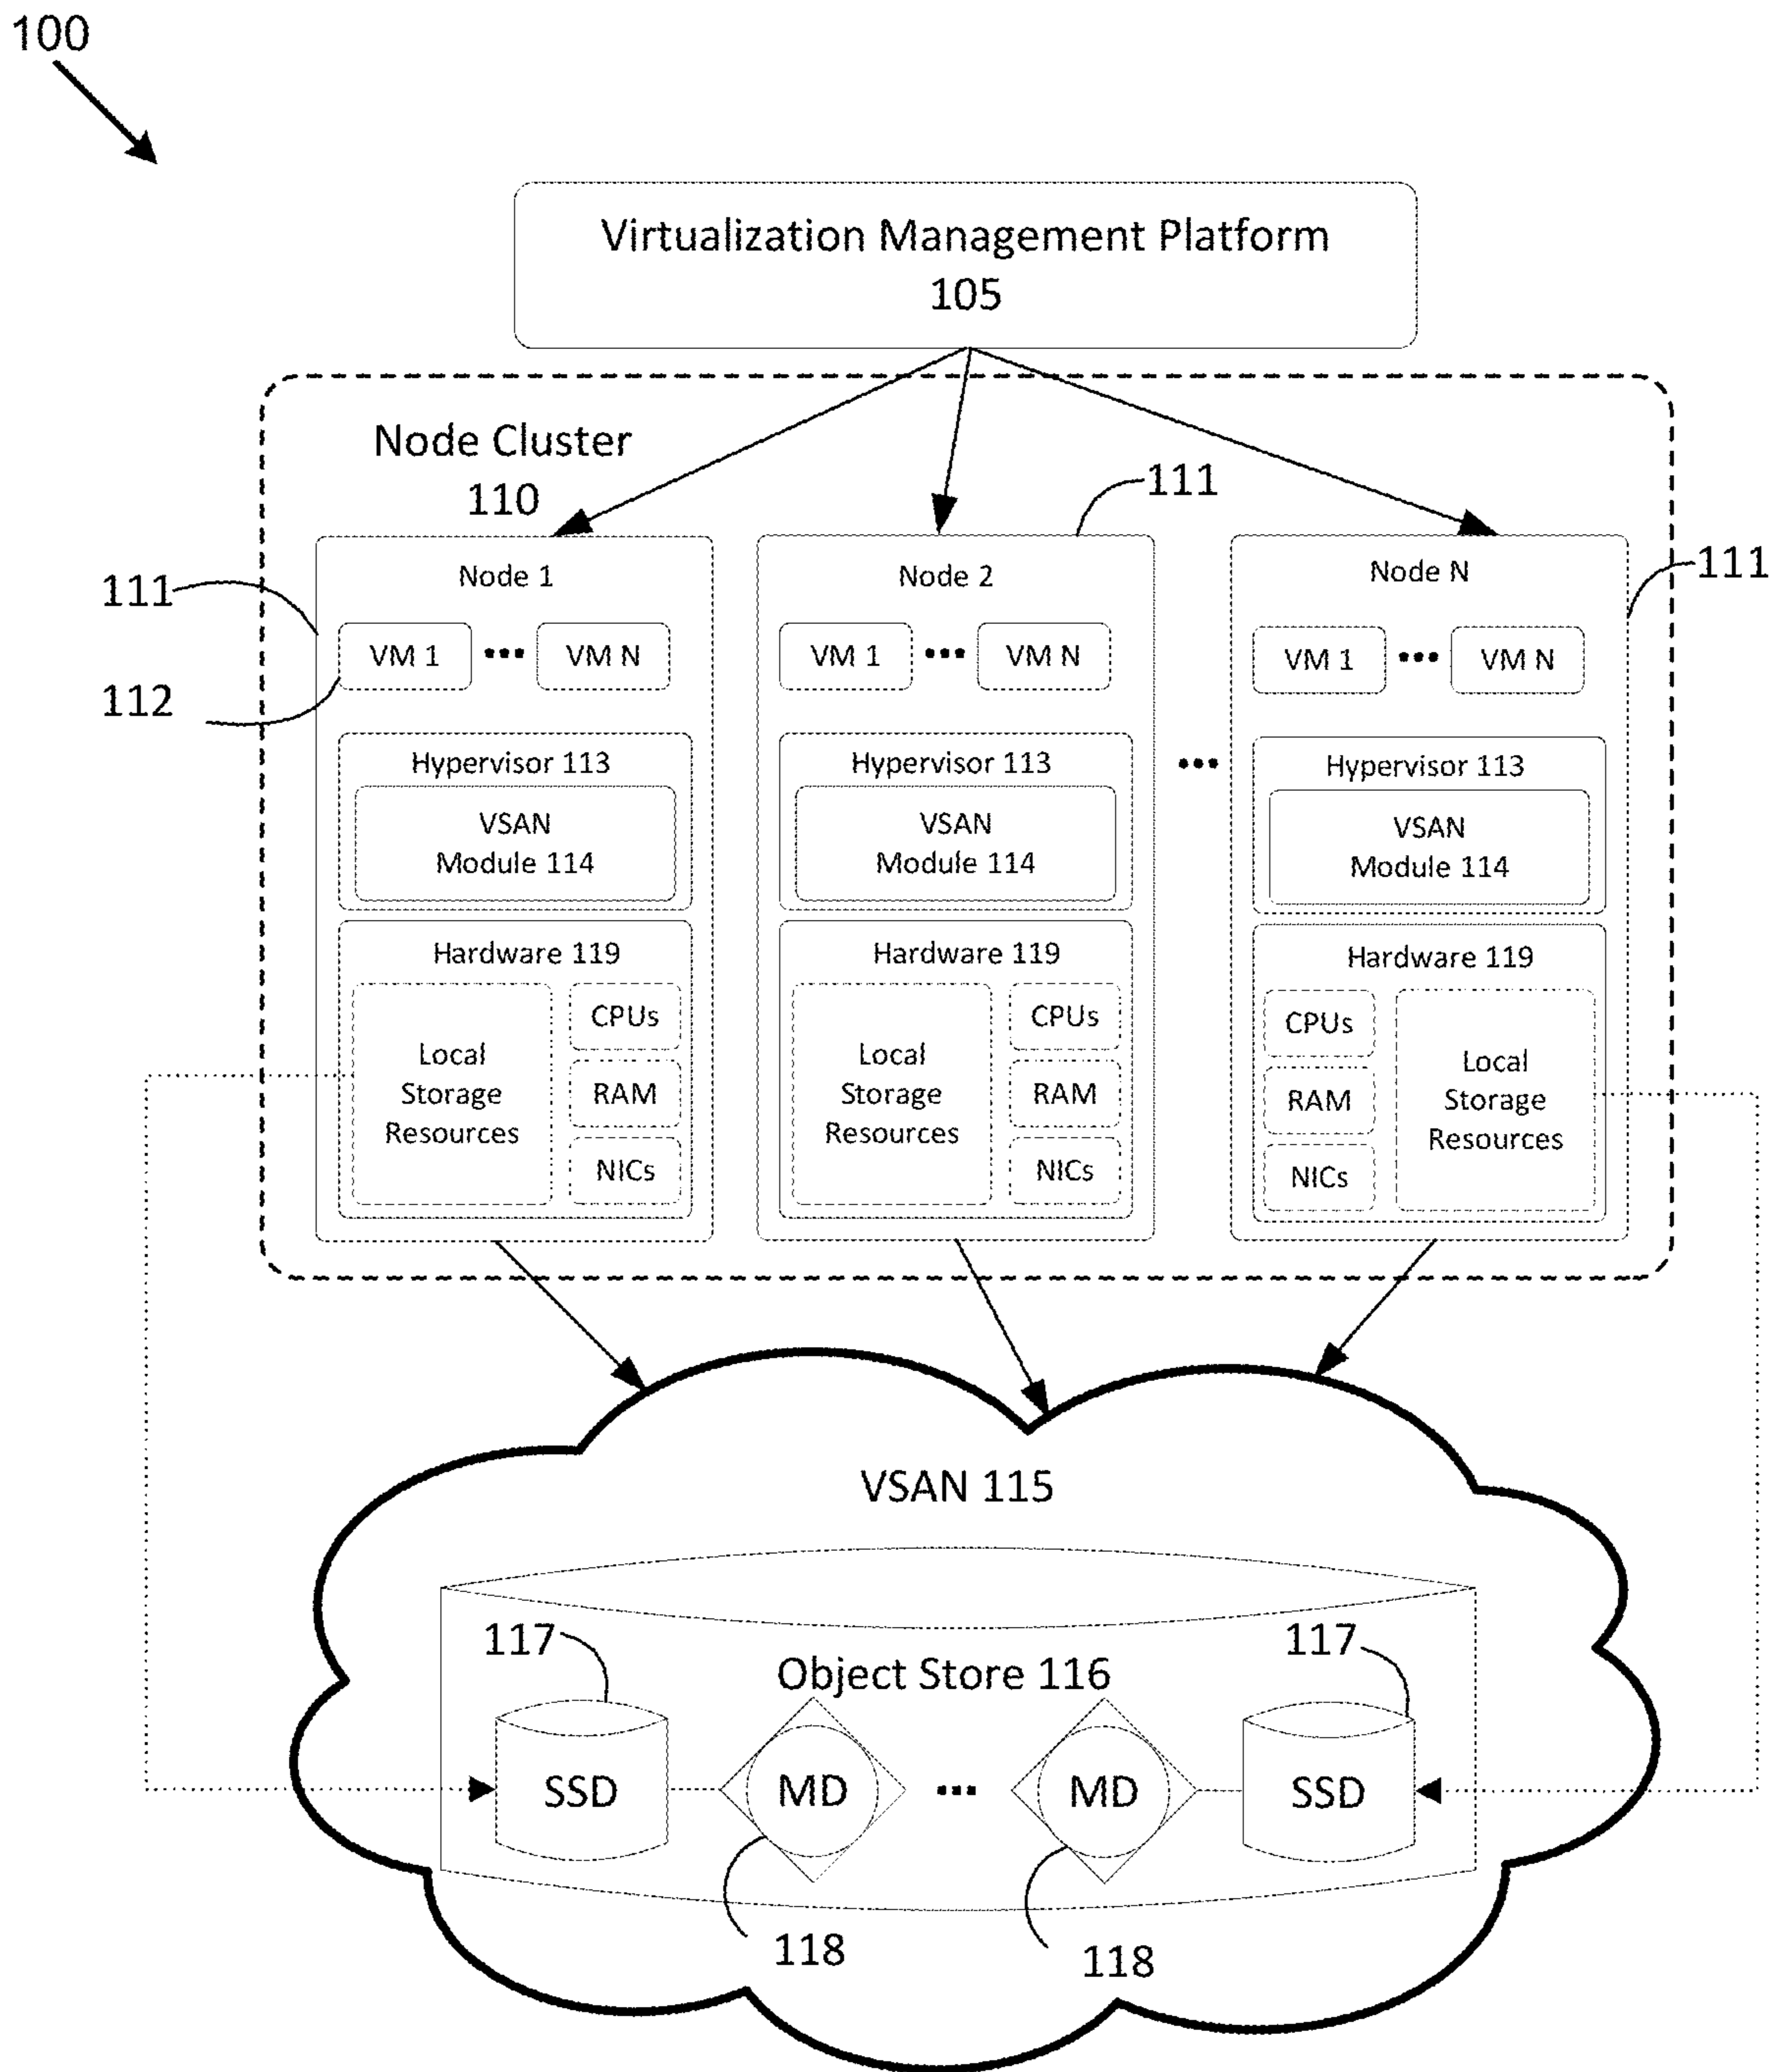 100
Virtualization Management Platform
105
Node Cluster
110
111
111
111
112
Node 1
VM 1 ••• VM N
Hypervisor 113
VSAN
Module 114
Hardware 119
Local
Storage
Resources
CPUs
RAM
NICs
Node 2
VM 1 ••• VM N
Hypervisor 113
VSAN
Module 114
Hardware 119
Local
Storage
Resources
CPUs
RAM
NICs
•••
Node N
VM 1 ••• VM N
Hypervisor 113
VSAN
Module 114
Hardware 119
CPUs
RAM
NICs
Local
Storage
Resources
VSAN 115
117
117
Object Store 116
SSD
MD
•••
MD
SSD
118
118